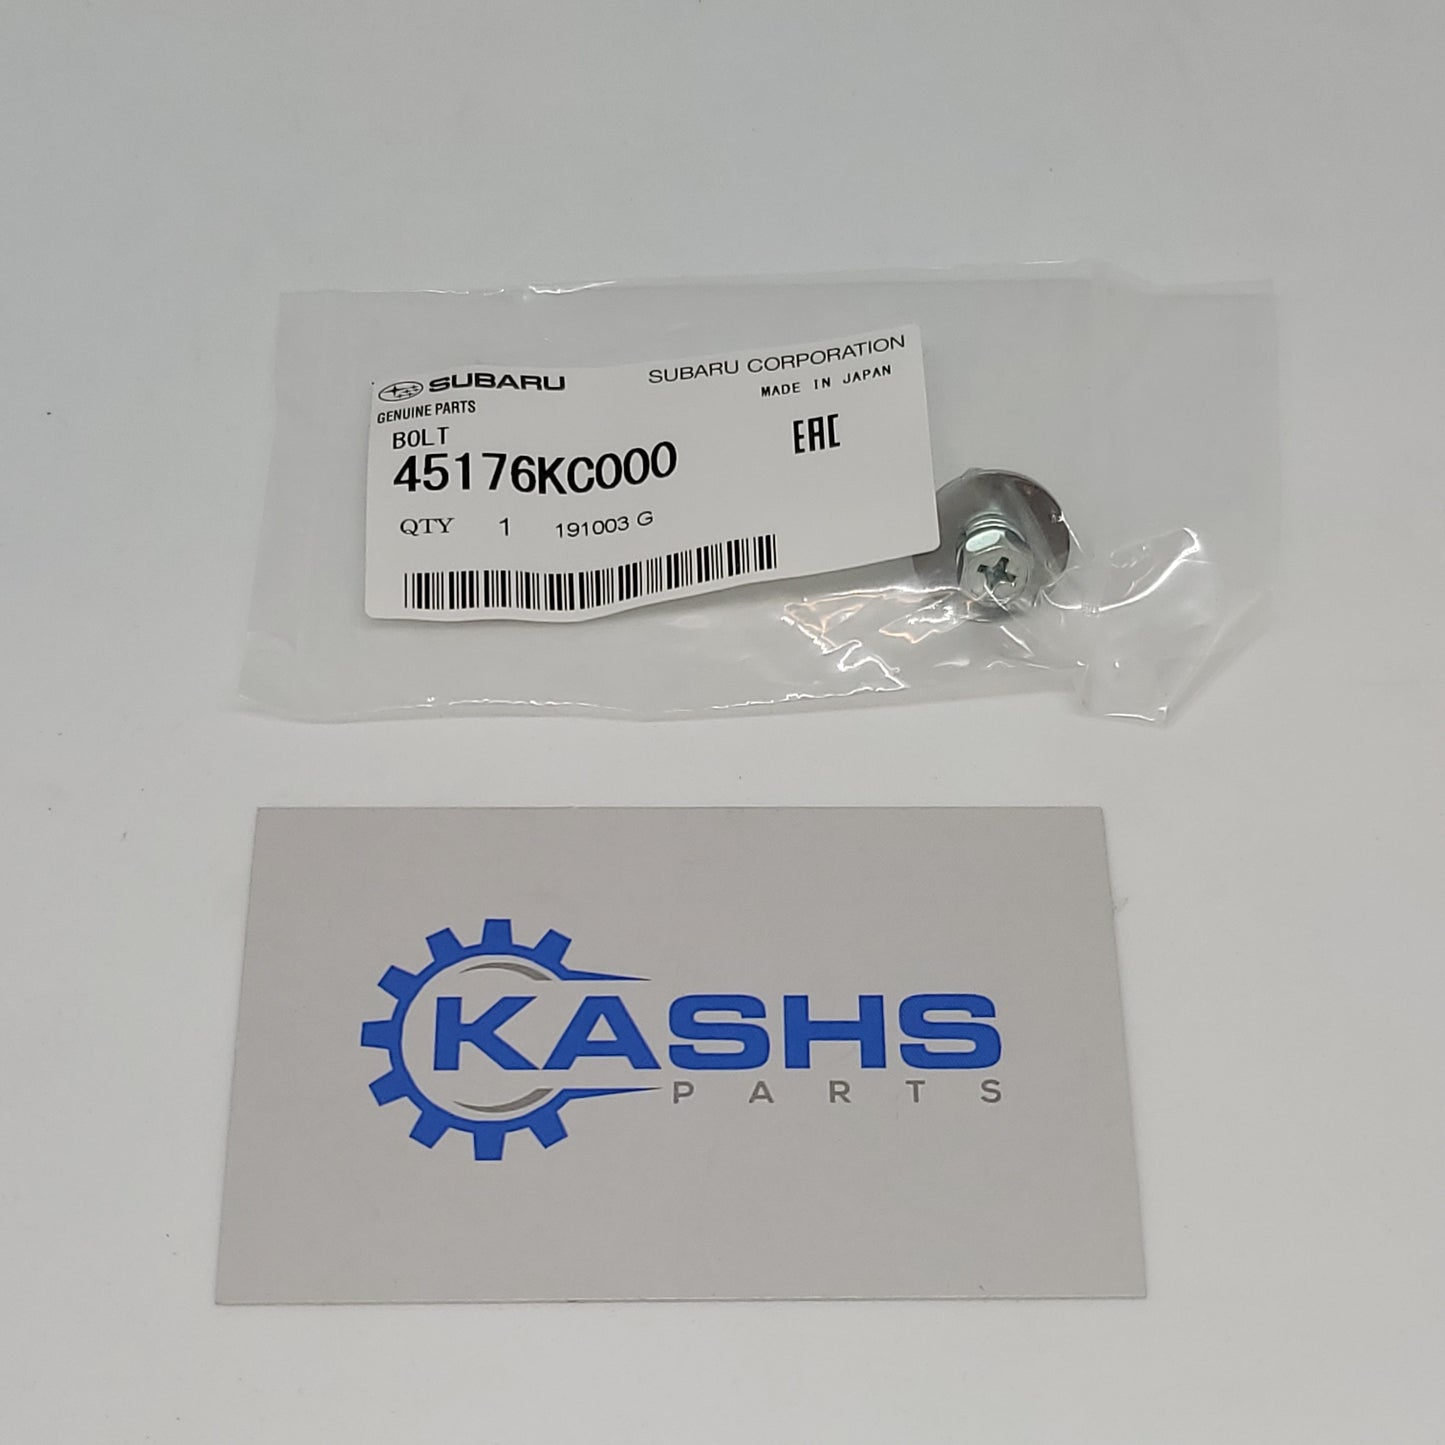 SUBARU
SUBARU CORPORATION
GENUINE PARTS
MADE IN JAPAN
BOLT
EAC
45176KC000
QTY 1 191003 G
KASHS
PARTS